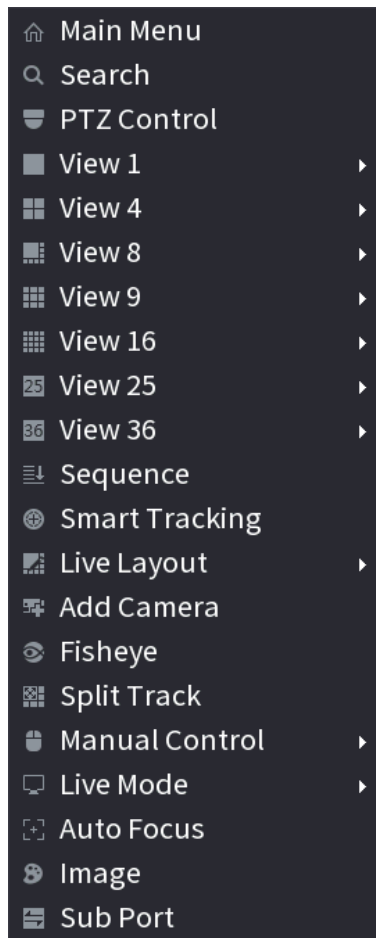 Main Menu
Search
PTZ Control
View 1
View 4
View 8
View 9
View 16
25 View 25
36 View 36
Sequence
Smart Tracking
Live Layout
Add Camera
Fisheye
Split Track
Manual Control
Live Mode
Auto Focus
Image
Sub Port